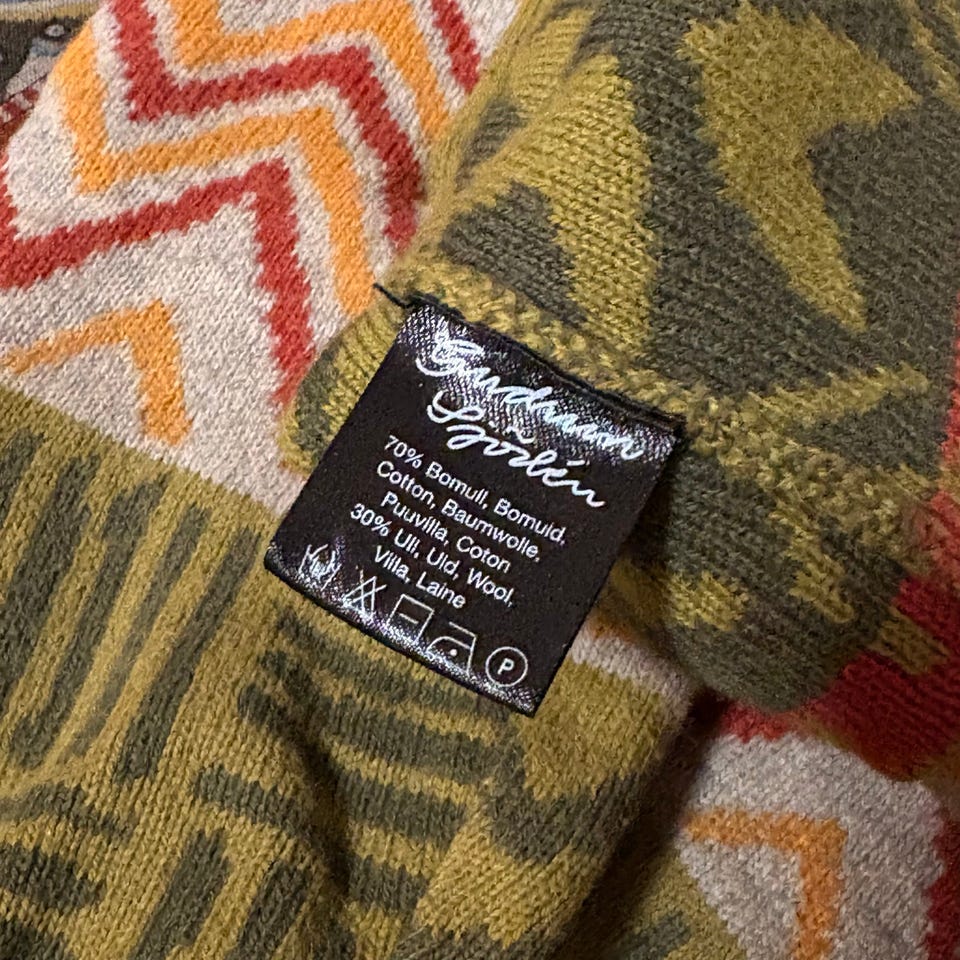 Gudrun
Sjödén
70% Bomull, Bomuld,
Cotton, Baumwolle,
Puuvilla, Coton
30% Ull, Uld, Wool,
Villa, Laine
P